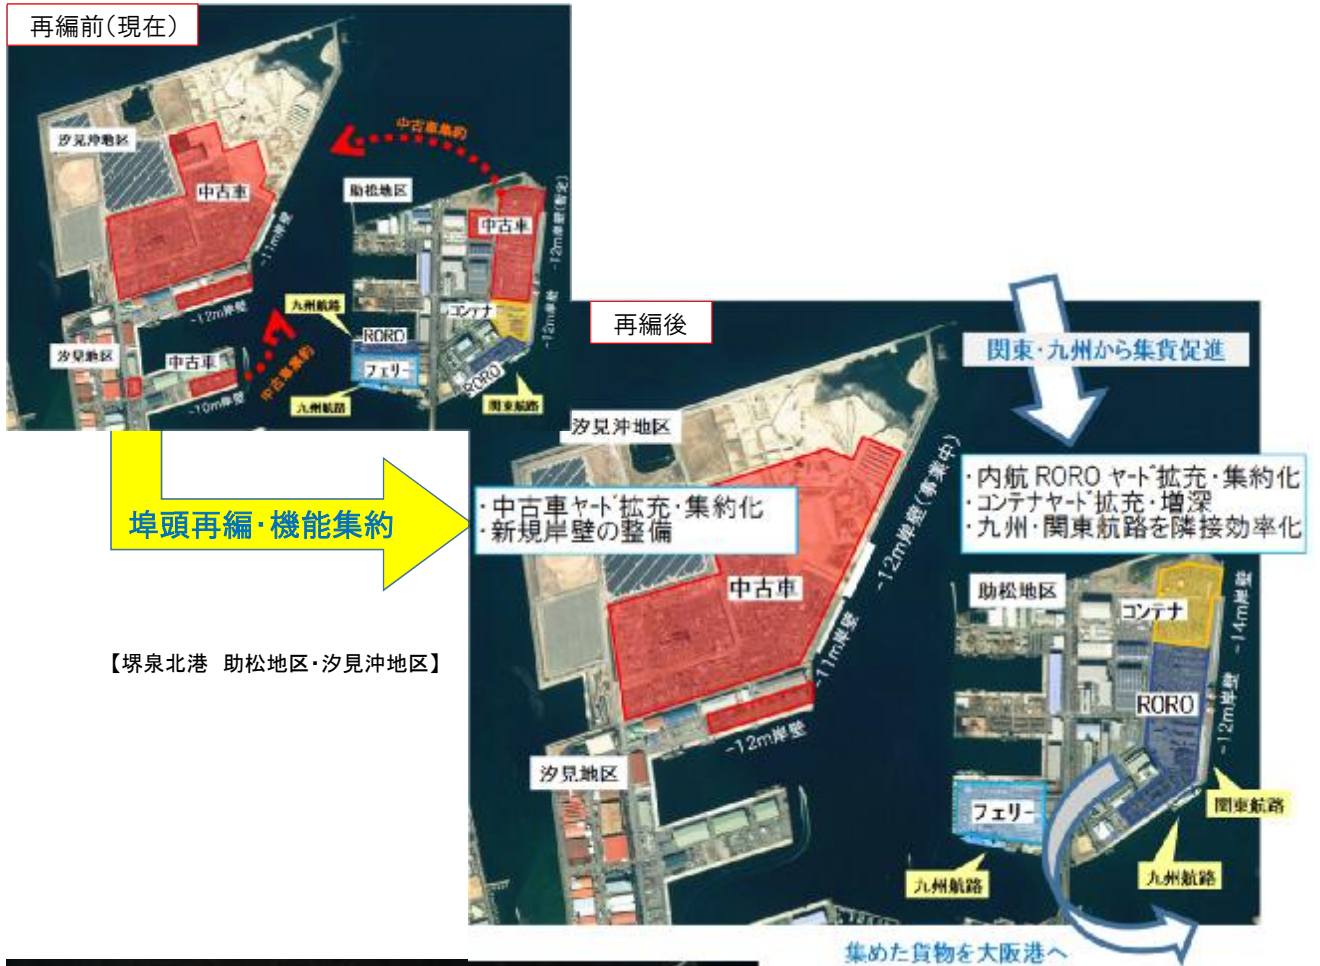 再編前(現在)
汐見沖地区
中古車
中古車集約
助松地区
中古車
-12m岸壁(暫定)
-11m岸壁
-12m岸壁
-12m岸壁
コンテナ
九州航路
RORO
フェリー
RORO
九州航路
関東航路
汐見地区
中古車
-10m岸壁
中古車集約
埠頭再編・機能集約
【堺泉北港 助松地区・汐見沖地区】
再編後
関東・九州から集貨促進
汐見沖地区
・中古車ヤード拡充・集約化
・新規岸壁の整備
・内航 RORO ヤード拡充・集約化
・コンテナヤード拡充・増深
・九州・関東航路を隣接効率化
中古車
-12m岸壁(事業中)
-11m岸壁
-12m岸壁
汐見地区
助松地区
コンテナ
-14m岸壁
RORO
-12m岸壁
フェリー
関東航路
九州航路
九州航路
集めた貨物を大阪港へ